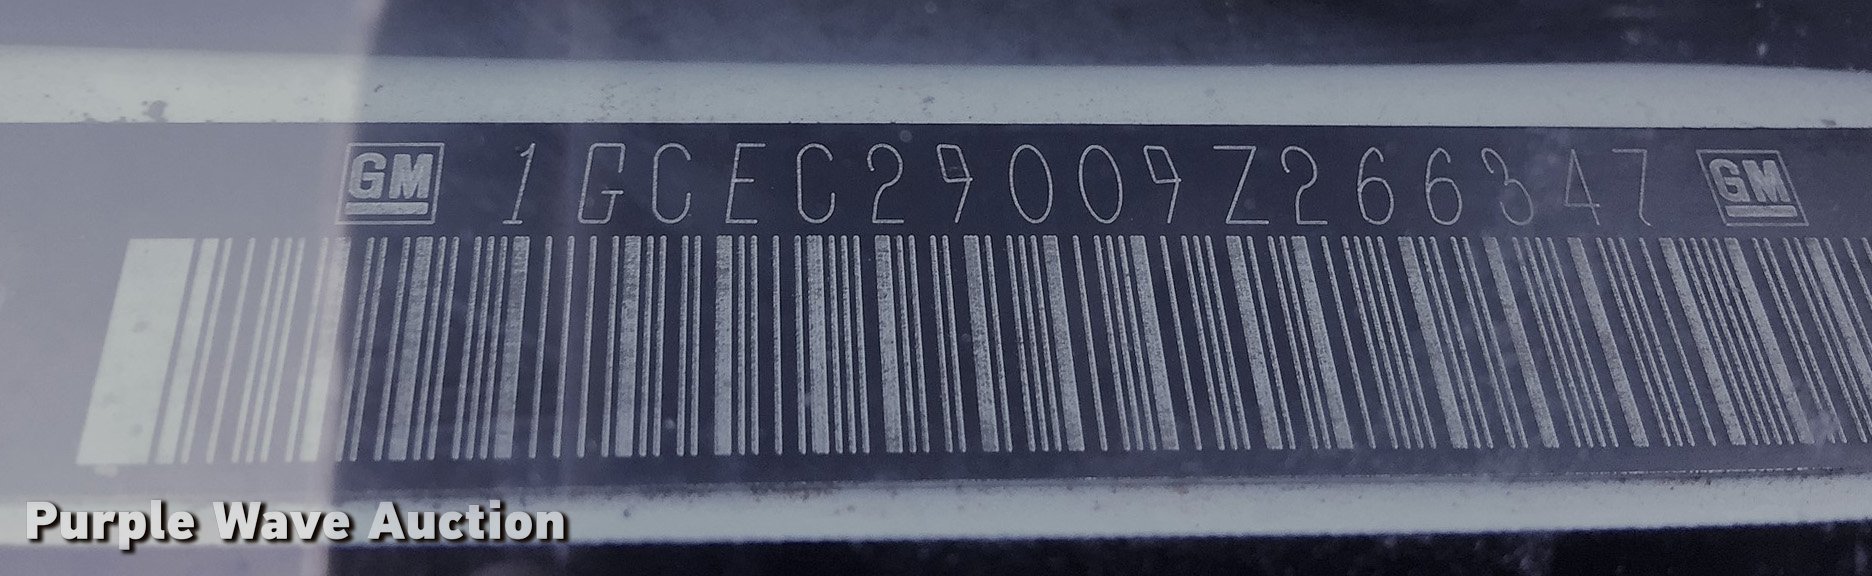 GM 1GCEC29009Z266347 GM
Purple Wave Auction